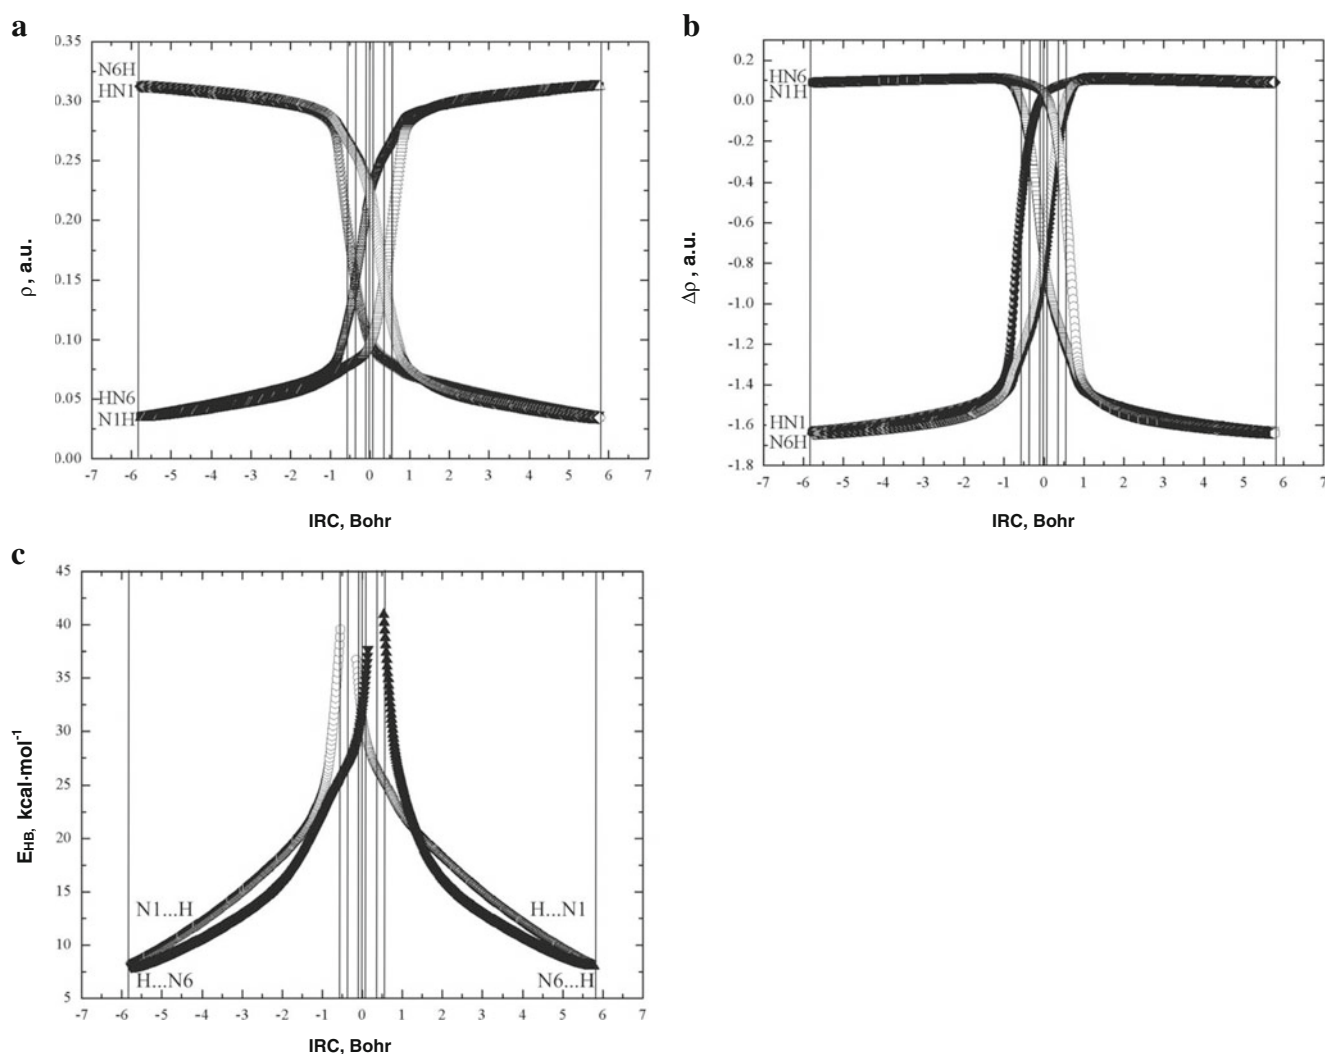 a
0.35
0.30
0.25
0.20
0.15
0.10
0.05
0.00
N6H
HN1
HN6
N1H
ρ, a.u.
-7 -6 -5 -4 -3 -2 -1 0 1 2 3 4 5 6 7
IRC, Bohr
b
0.2
0.0
-0.2
-0.4
-0.6
-0.8
-1.0
-1.2
-1.4
-1.6
-1.8
HN6
N1H
HN1
N6H
Δρ, a.u.
-7 -6 -5 -4 -3 -2 -1 0 1 2 3 4 5 6 7
IRC, Bohr
c
45
40
35
30
25
20
15
10
5
N1...H
H...N6
H...N1
N6...H
EHB, kcal·mol-1
-7 -6 -5 -4 -3 -2 -1 0 1 2 3 4 5 6 7
IRC, Bohr